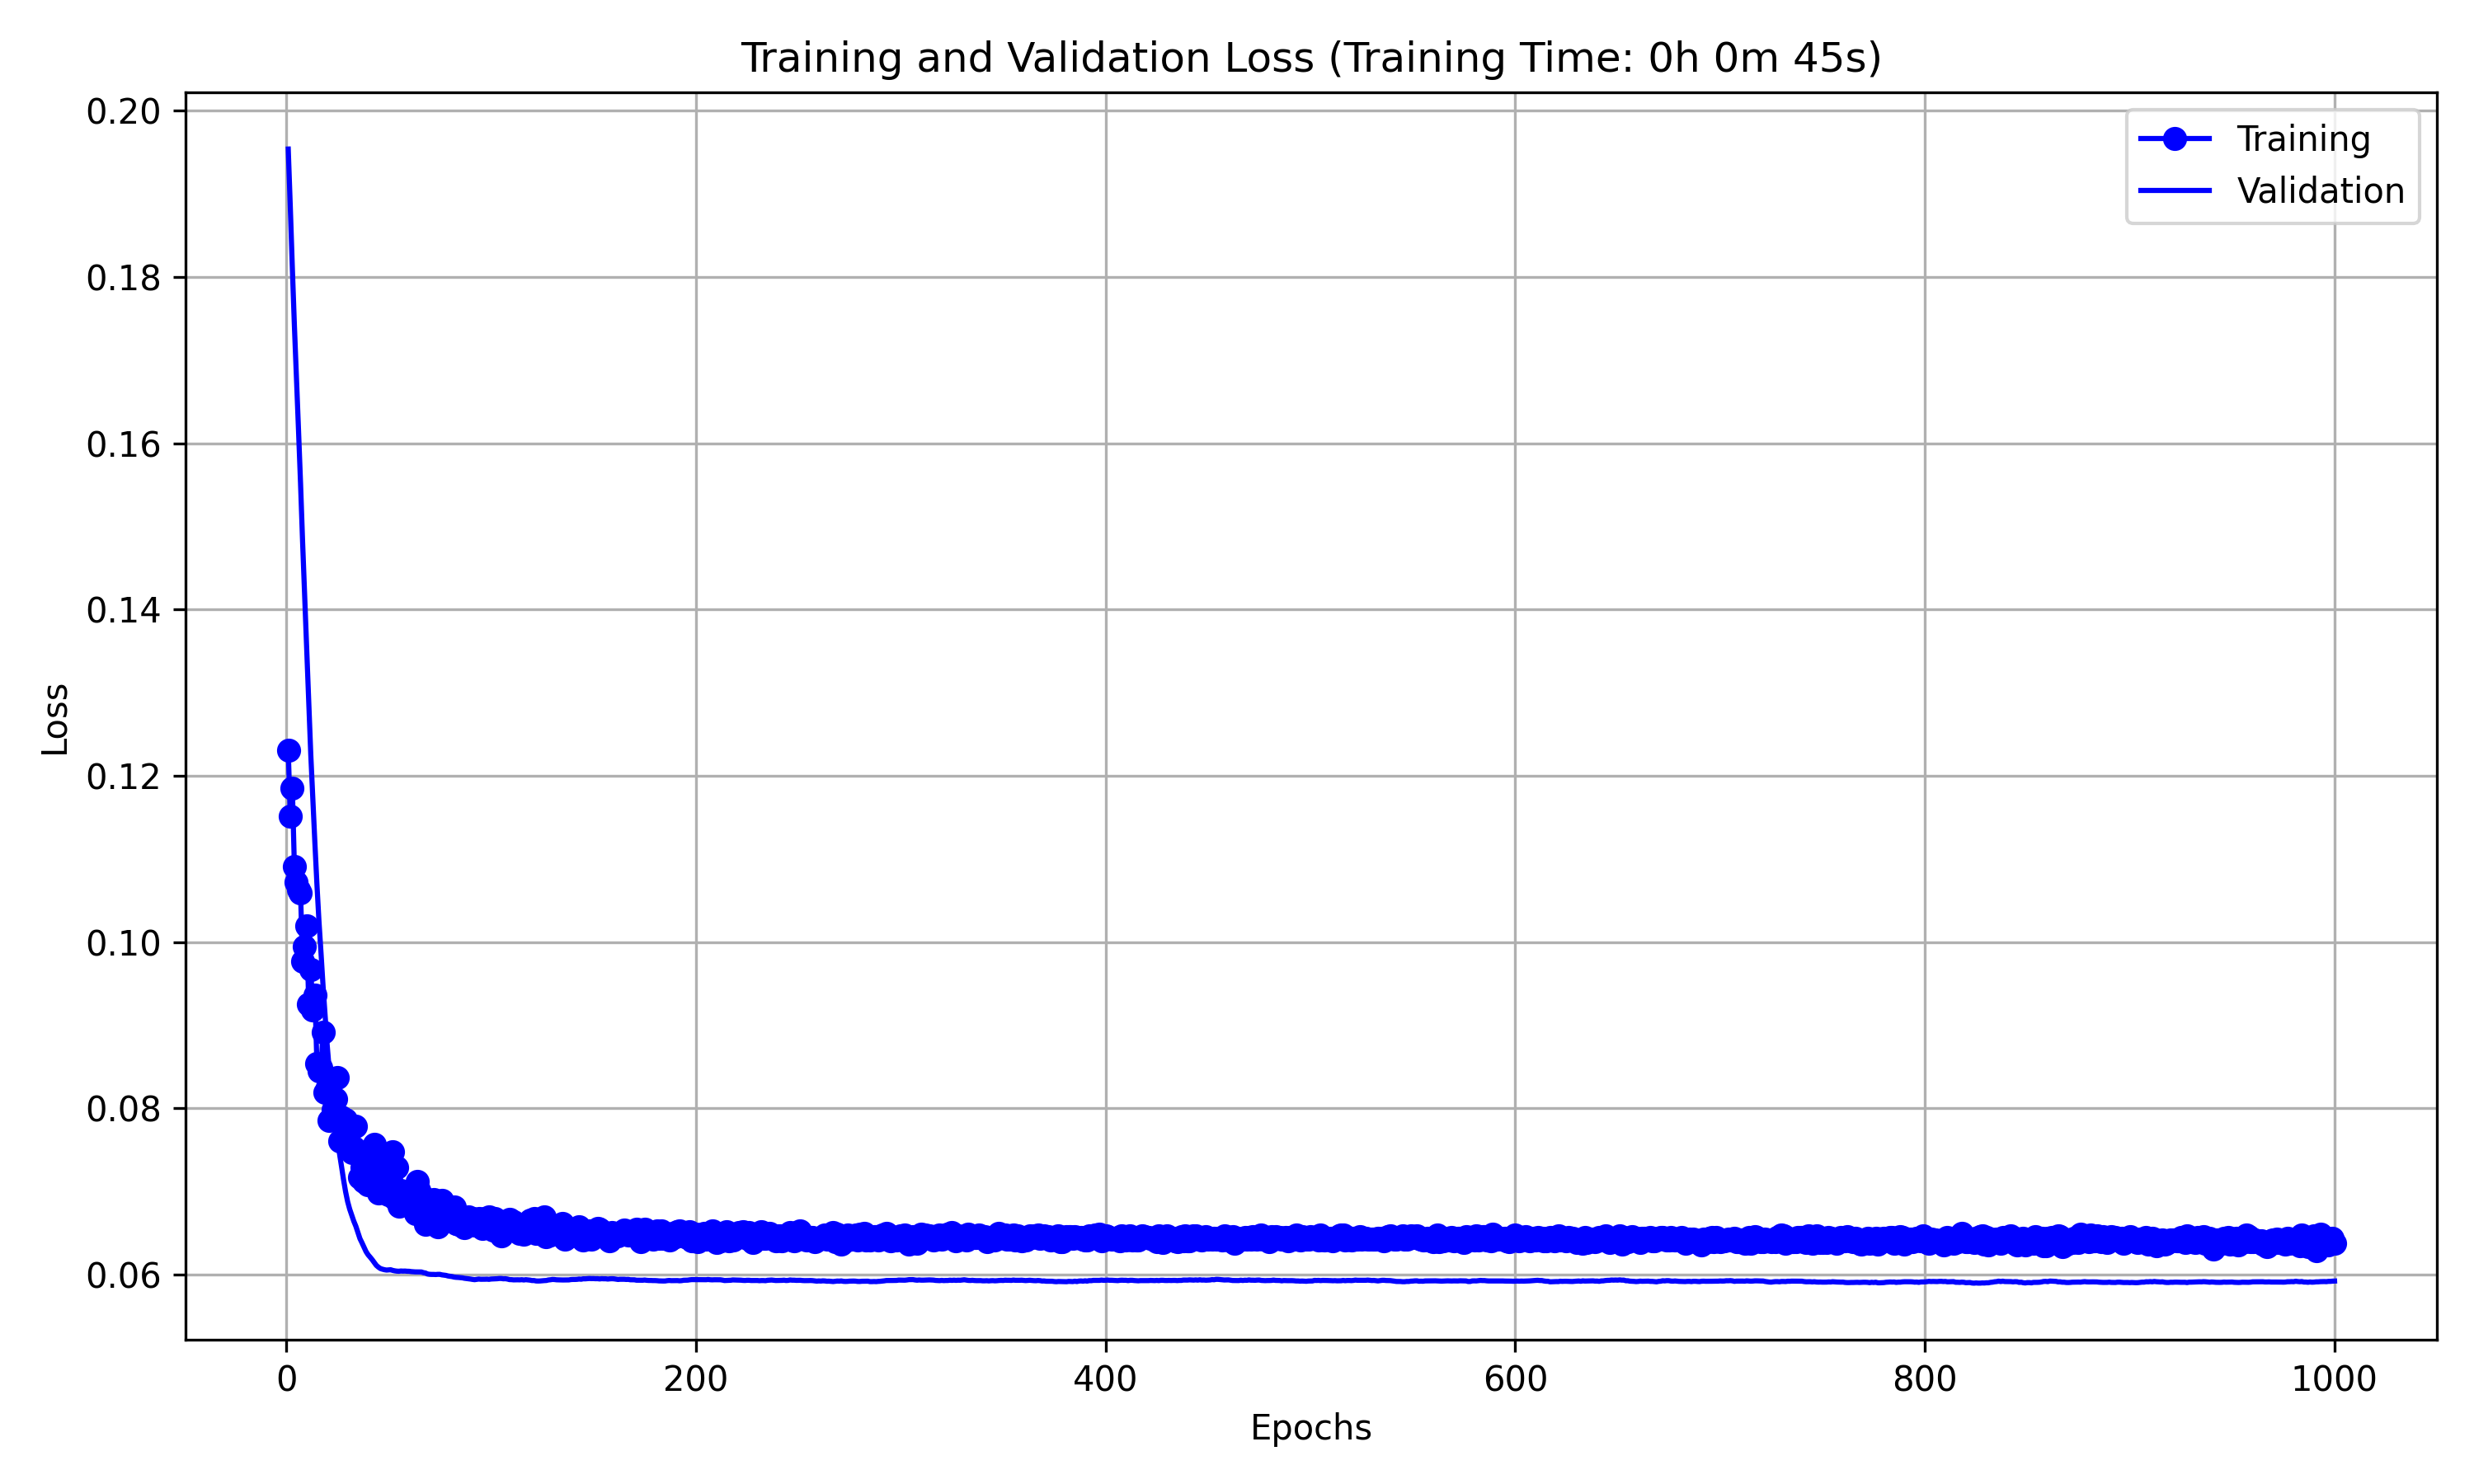 Training and Validation Loss (Training Time: 0h 0m 45s)
Training
Validation
Loss
0.20
0.18
0.16
0.14
0.12
0.10
0.08
0.06
0
200
400
600
800
1000
Epochs